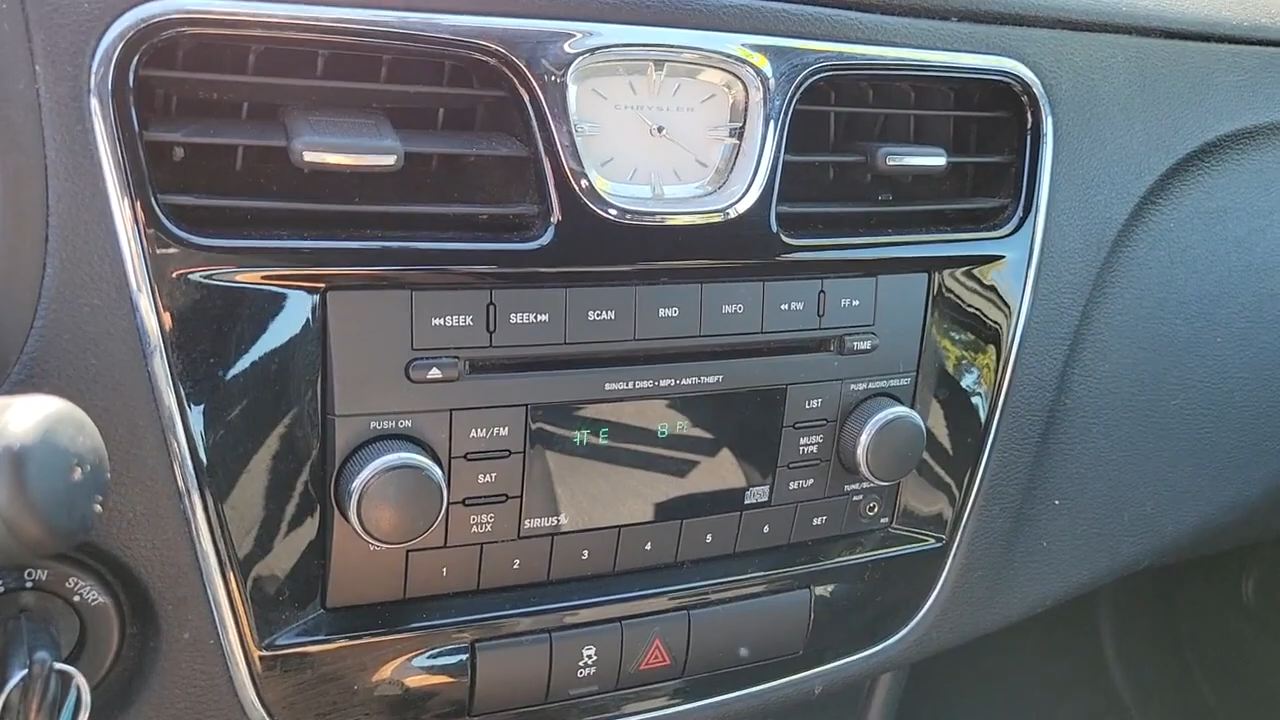 CHRYSLER
SEEK
SEEK
SCAN
RND
INFO
RW
FF
TIME
SINGLE DISC • MP3 • ANTI-THEFT
PUSH AUDIO/SELECT
PUSH ON
AM/FM
LIST
MUSIC
TYPE
SAT
SETUP
DISC
AUX
SIRIUS
AUX
1
2
3
4
5
6
SET
ON
START
OFF